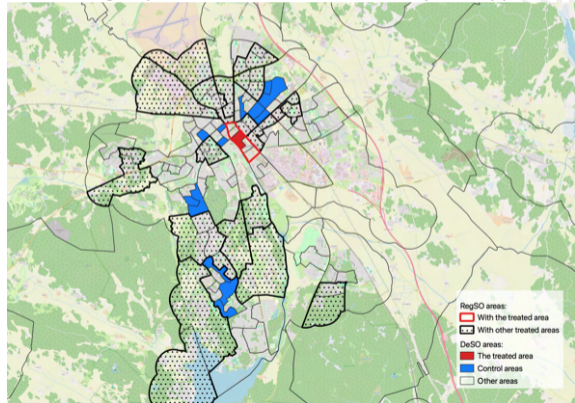 RegSO areas:
With the treated area
With other treated areas
DeSO areas:
The treated area
Control areas
Other areas